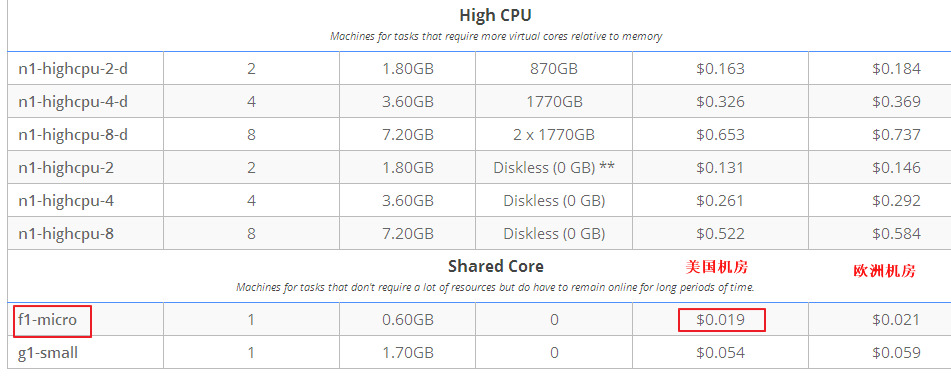 High CPU
Machines for tasks that require more virtual cores relative to memory
n1-highcpu-2-d 2 1.80GB 870GB $0.163 $0.184
n1-highcpu-4-d 4 3.60GB 1770GB $0.326 $0.369
n1-highcpu-8-d 8 7.20GB 2 x 1770GB $0.653 $0.737
n1-highcpu-2 2 1.80GB Diskless (0 GB) ** $0.131 $0.146
n1-highcpu-4 4 3.60GB Diskless (0 GB) $0.261 $0.292
n1-highcpu-8 8 7.20GB Diskless (0 GB) $0.522 $0.584
Shared Core 美国机房 欧洲机房
Machines for tasks that don't require a lot of resources but do have to remain online for long periods of time.
f1-micro 1 0.60GB 0 $0.019 $0.021
g1-small 1 1.70GB 0 $0.054 $0.059